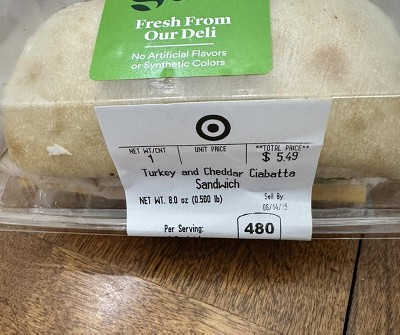 Fresh From
Our Deli
No Artificial Flavors
or Synthetic Colors
NET WT/CNT UNIT PRICE **TOTAL PRICE**
1 $ 5.49
Turkey and Cheddar Ciabatta
Sandwich
NET WT. 8.0 oz (0.500 lb) Sell By:
Per Serving: 480